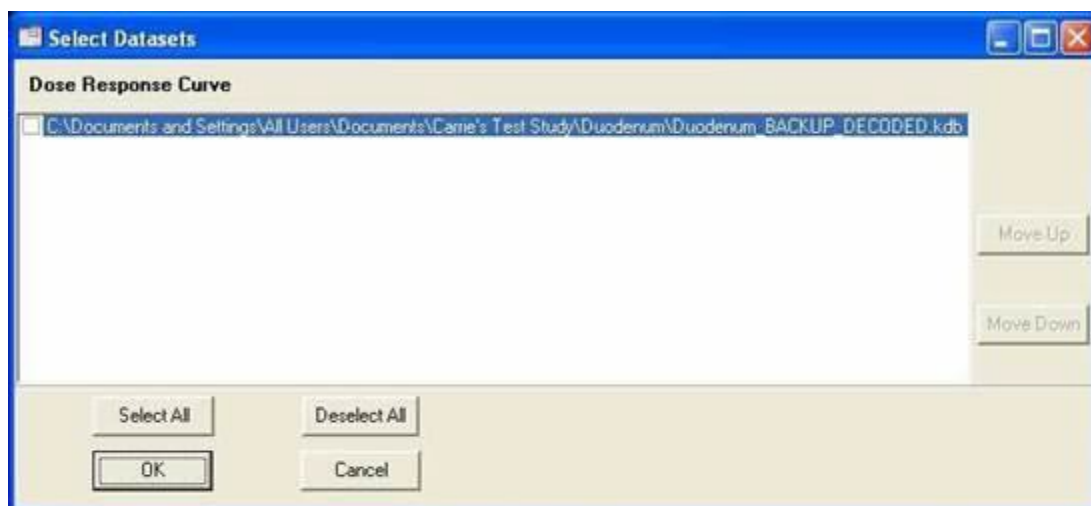 Select Datasets
Dose Response Curve
C:\Documents and Settings\All Users\Documents\Carrie's Test Study\Duodenum\Duodenum_BACKUP_DECODED.kdb
Move Up
Move Down
Select All
Deselect All
OK
Cancel